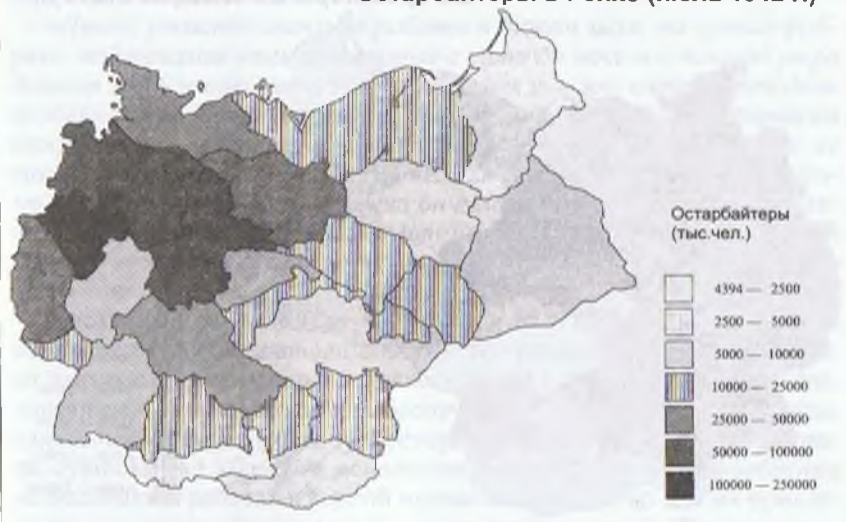 Остарбайтеры в Рейхе (июль 1942 г.)
Остарбайтеры
(тыс.чел.)
4394 — 2500
2500 — 5000
5000 — 10000
10000 — 25000
25000 — 50000
50000 — 100000
100000 — 250000